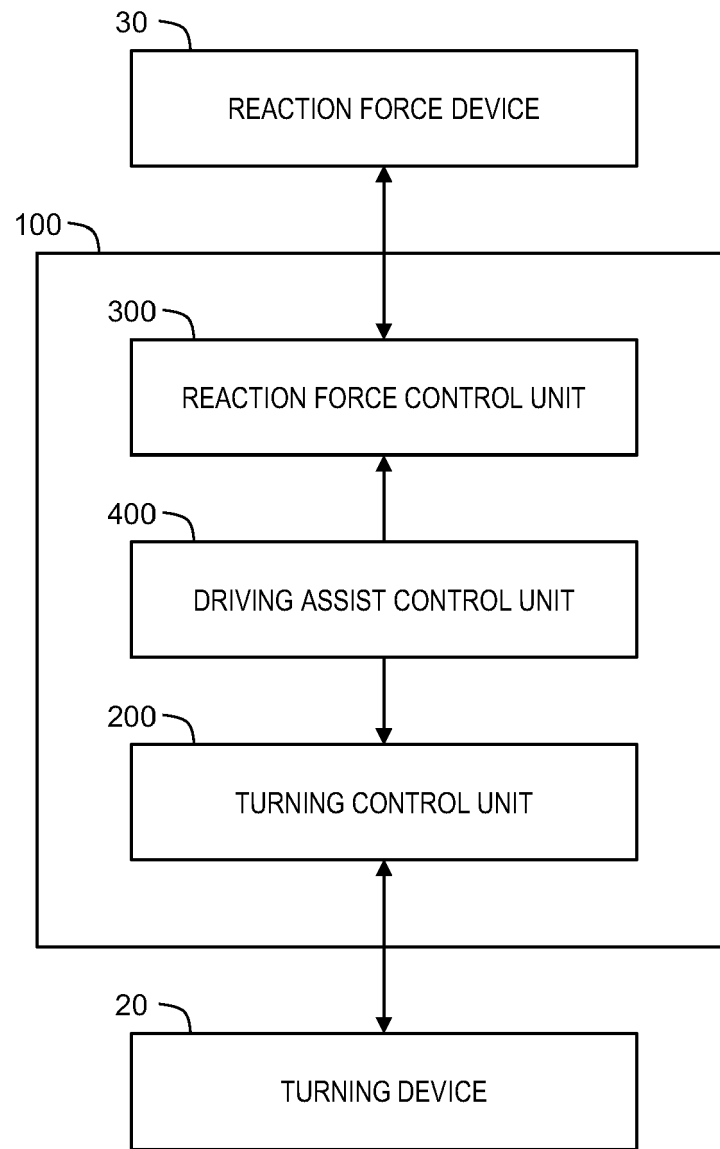 30
REACTION FORCE DEVICE
100
300
REACTION FORCE CONTROL UNIT
400
DRIVING ASSIST CONTROL UNIT
200
TURNING CONTROL UNIT
20
TURNING DEVICE